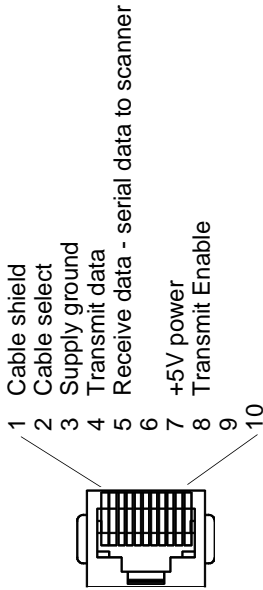 1 Cable shield
2 Cable select
3 Supply ground
4 Transmit data
5 Receive data - serial data to scanner
6
7 +5V power
8 Transmit Enable
9
10